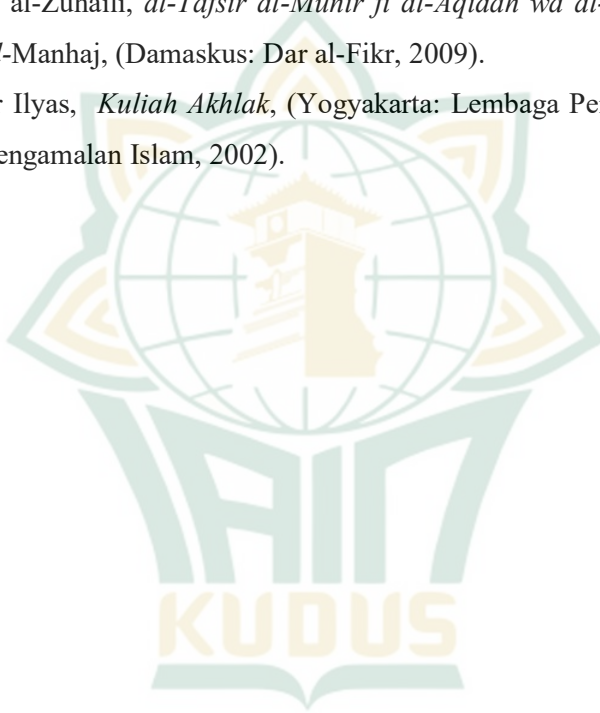 al-Zuhaili, al-Tafsir al-Munir fi al-Aqidah wa al-
-Manhaj, (Damaskus: Dar al-Fikr, 2009).
Ilyas, Kuliah Akhlak, (Yogyakarta: Lembaga
engamalan Islam, 2002).
IAIN
KUDUS